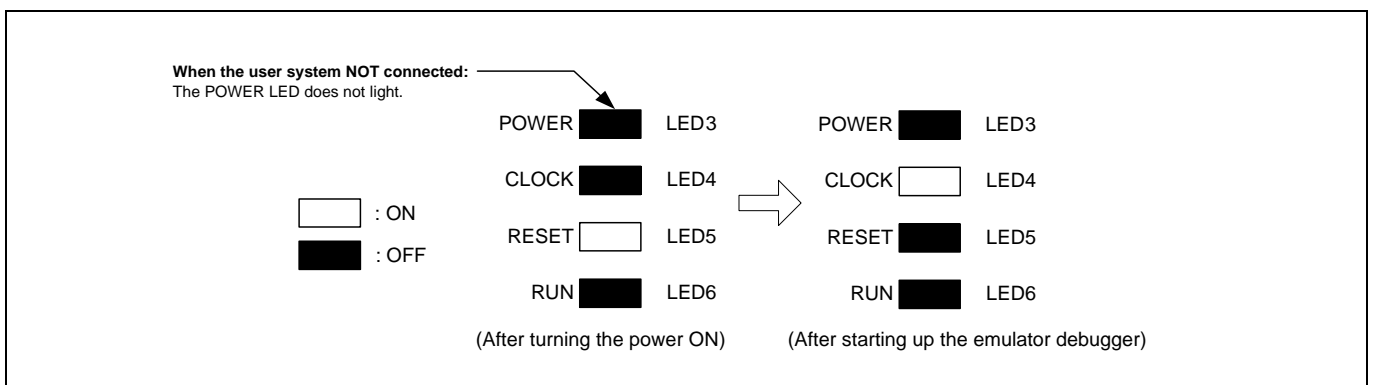 When the user system NOT connected:
The POWER LED does not light.
POWER LED3 POWER LED3
CLOCK LED4 CLOCK LED4
: ON
RESET LED5 RESET LED5
: OFF
RUN LED6 RUN LED6
(After turning the power ON) (After starting up the emulator debugger)